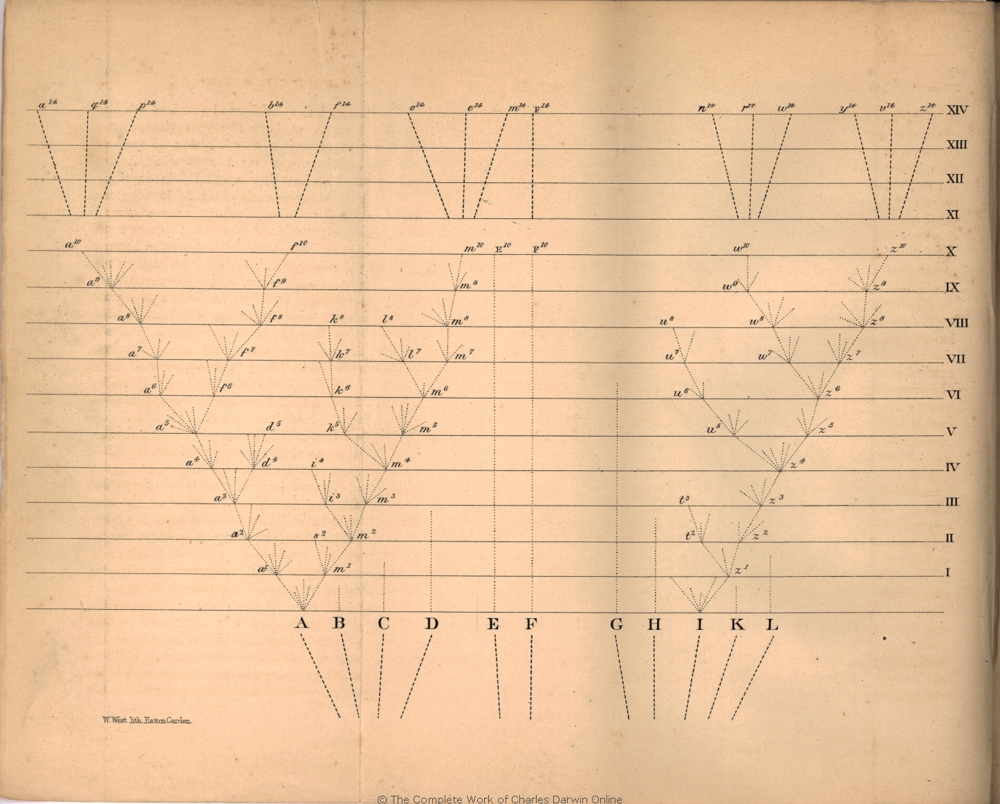 a¹⁴ q¹⁴ p¹⁴ b¹⁴ f¹⁴ o¹⁴ e¹⁴ m¹⁴ F¹⁴ n¹⁴ r¹⁴ w¹⁴ y¹⁴ v¹⁴ z¹⁴ XIV
XIII
XII
XI
a¹⁰ f¹⁰ m¹⁰ E¹⁰ F¹⁰ w¹⁰ z¹⁰ X
a⁹ f⁹ m⁹ w⁹ z⁹ IX
a⁸ f⁸ k⁸ l⁸ m⁸ u⁸ w⁸ z⁸ VIII
a⁷ f⁷ k⁷ l⁷ m⁷ u⁷ w⁷ z⁷ VII
a⁶ f⁶ k⁶ m⁶ u⁶ z⁶ VI
a⁵ d⁵ k⁵ m⁵ u⁵ z⁵ V
a⁴ d⁴ i⁴ m⁴ z⁴ IV
a³ i³ m³ t³ z³ III
a² s² m² t² z² II
a¹ m¹ z¹ I
A B C D E F G H I K L
W. West lith. Hatton Garden.
© The Complete Work of Charles Darwin Online